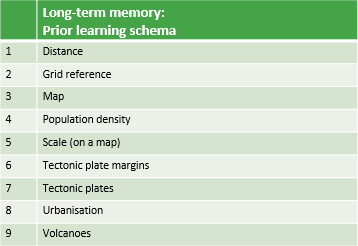 Long-term memory:
Prior learning schema
1 Distance
2 Grid reference
3 Map
4 Population density
5 Scale (on a map)
6 Tectonic plate margins
7 Tectonic plates
8 Urbanisation
9 Volcanoes